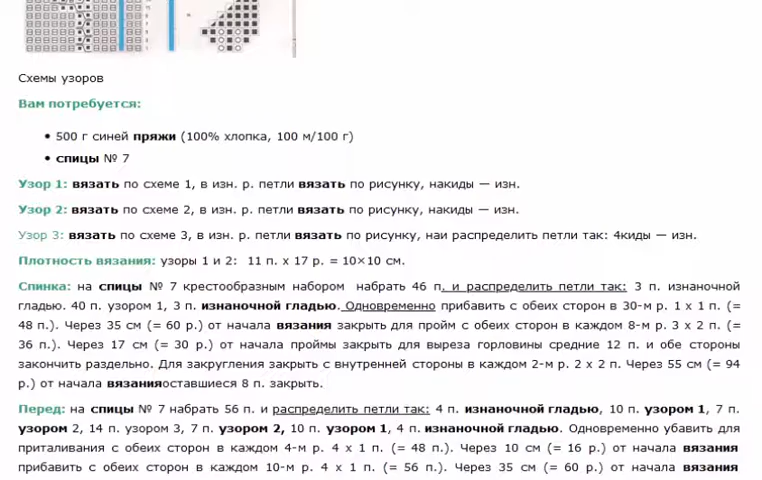 Схемы узоров
Вам потребуется:
• 500 г синей пряжи (100% хлопка, 100 м/100 г)
• спицы № 7
Узор 1: вязать по схеме 1, в изн. р. петли вязать по рисунку, накиды — изн.
Узор 2: вязать по схеме 2, в изн. р. петли вязать по рисунку, накиды — изн.
Узор 3: вязать по схеме 3, в изн. р. петли вязать по рисунку, наи распределить петли так: 4киды — изн.
Плотность вязания: узоры 1 и 2: 11 п. х 17 р. = 10×10 см.
Спинка: на спицы № 7 крестообразным набором набрать 46 п. и распределить петли так: 3 п. изнаночной
гладью. 40 п. узором 1, 3 п. изнаночной гладью. Одновременно прибавить с обеих сторон в 30-м р. 1 х 1 п. (=
48 п.). Через 35 см (= 60 р.) от начала вязания закрыть для пройм с обеих сторон в каждом 8-м р. 3 х 2 п. (=
36 п.). Через 17 см (= 30 р.) от начала проймы закрыть для выреза горловины средние 12 п. и обе стороны
закончить раздельно. Для закругления закрыть с внутренней стороны в каждом 2-м р. 2 х 2 п. Через 55 см (= 94
р.) от начала вязанияоставшиеся 8 п. закрыть.
Перед: на спицы № 7 набрать 56 п. и распределить петли так: 4 п. изнаночной гладью, 10 п. узором 1, 7 п.
узором 2, 14 п. узором 3, 7 п. узором 2, 10 п. узором 1, 4 п. изнаночной гладью. Одновременно убавить для
приталивания с обеих сторон в каждом 4-м р. 4 х 1 п. (= 48 п.). Через 10 см (= 16 р.) от начала вязания
прибавить с обеих сторон в каждом 10-м р. 4 х 1 п. (= 56 п.). Через 35 см (= 60 р.) от начала вязания